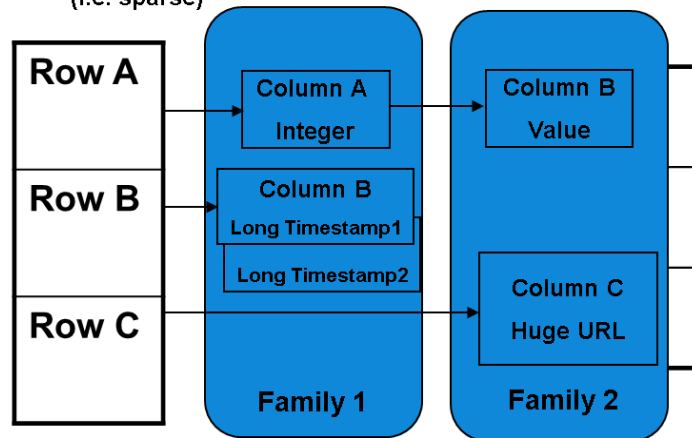 (i.e. sparse)
Row A
Column A
Integer
Column B
Value
Row B
Column B
Long Timestamp1
Long Timestamp2
Row C
Column C
Huge URL
Family 1
Family 2